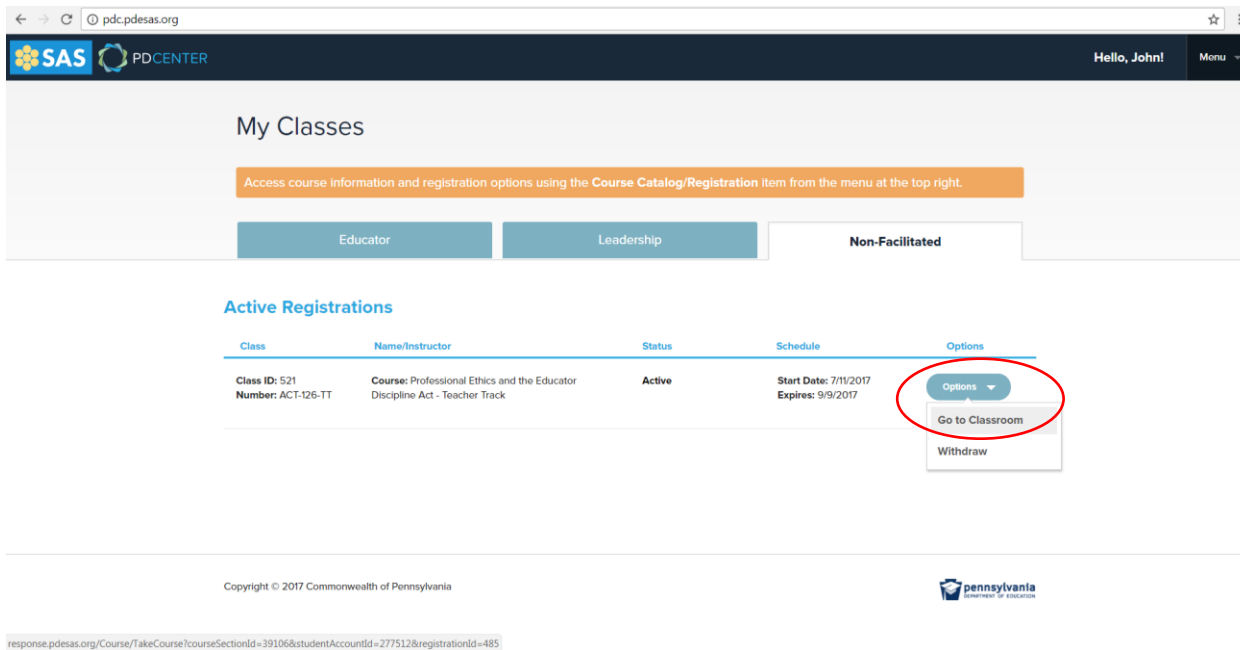 pdc.pdesas.org
SAS PDCENTER
Hello, John! Menu
My Classes
Access course information and registration options using the Course Catalog/Registration item from the menu at the top right.
Educator Leadership Non-Facilitated
Active Registrations
Class Name/Instructor Status Schedule Options
Class ID: 521 Course: Professional Ethics and the Educator Active Start Date: 7/11/2017 Options
Number: ACT-126-TT Discipline Act - Teacher Track Expires: 9/9/2017
Go to Classroom
Withdraw
Copyright © 2017 Commonwealth of Pennsylvania
pennsylvania
DEPARTMENT OF EDUCATION
response.pdesas.org/Course/TakeCourse?courseSectionId=39106&studentAccountId=277512&registrationId=485